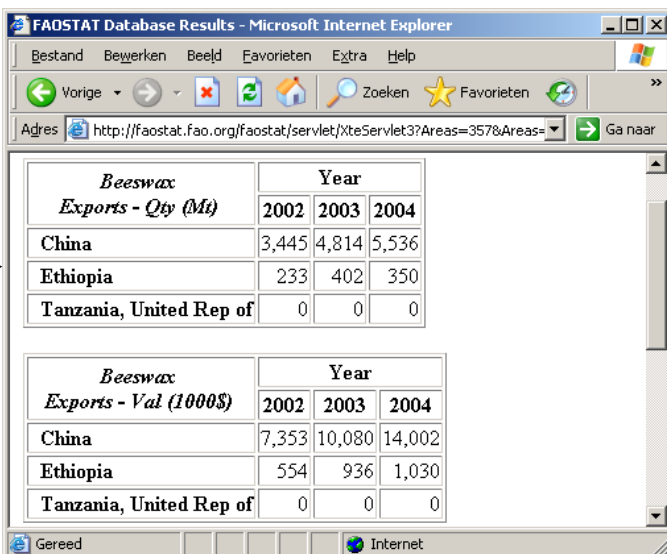 FAOSTAT Database Results - Microsoft Internet Explorer
Bestand Bewerken Beeld Favorieten Extra Help
Vorige Zoeken Favorieten »
Adres http://faostat.fao.org/faostat/servlet/XteServlet3?Areas=357&Areas= Ga naar
Beeswax Year
Exports - Qty (Mt) 2002 2003 2004
China 3,445 4,814 5,536
Ethiopia 233 402 350
Tanzania, United Rep of 0 0 0
Beeswax Year
Exports - Val (1000$) 2002 2003 2004
China 7,353 10,080 14,002
Ethiopia 554 936 1,030
Tanzania, United Rep of 0 0 0
Gereed Internet